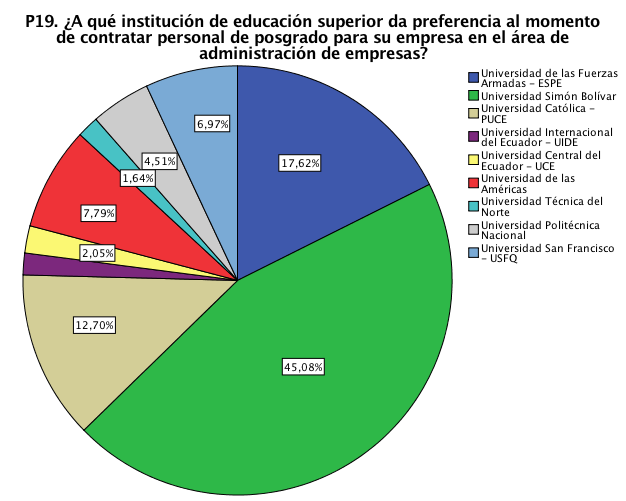 P19. ¿A qué institución de educación superior da preferencia al momento
de contratar personal de posgrado para su empresa en el área de
administración de empresas?
Universidad de las Fuerzas
Armadas - ESPE
Universidad Simón Bolívar
Universidad Católica -
PUCE
Universidad Internacional
del Ecuador - UIDE
Universidad Central del
Ecuador - UCE
Universidad de las
Américas
Universidad Técnica del
Norte
Universidad Politécnica
Nacional
Universidad San Francisco
- USFQ
6,97%
17,62%
4,51%
1,64%
7,79%
2,05%
12,70%
45,08%